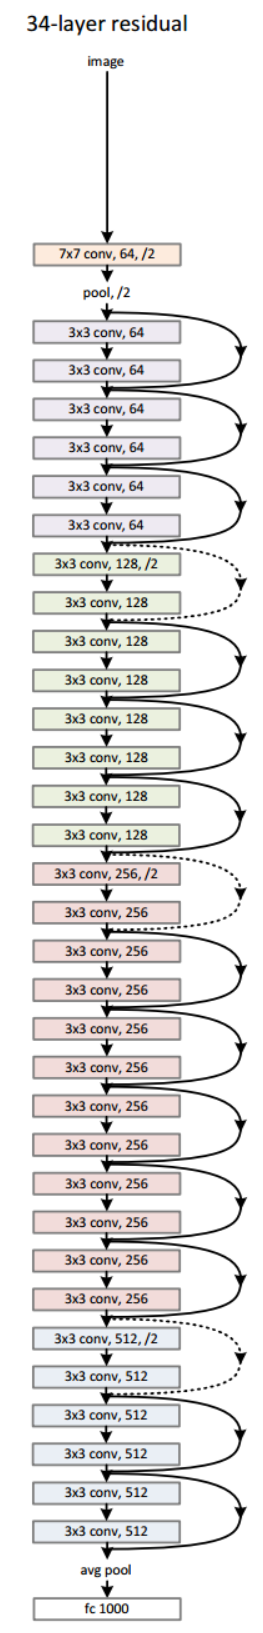 34-layer residual
image
7x7 conv, 64, /2
pool, /2
3x3 conv, 64
3x3 conv, 64
3x3 conv, 64
3x3 conv, 64
3x3 conv, 64
3x3 conv, 64
3x3 conv, 128, /2
3x3 conv, 128
3x3 conv, 128
3x3 conv, 128
3x3 conv, 128
3x3 conv, 128
3x3 conv, 128
3x3 conv, 128
3x3 conv, 256, /2
3x3 conv, 256
3x3 conv, 256
3x3 conv, 256
3x3 conv, 256
3x3 conv, 256
3x3 conv, 256
3x3 conv, 256
3x3 conv, 256
3x3 conv, 256
3x3 conv, 256
3x3 conv, 256
3x3 conv, 512, /2
3x3 conv, 512
3x3 conv, 512
3x3 conv, 512
3x3 conv, 512
3x3 conv, 512
avg pool
fc 1000